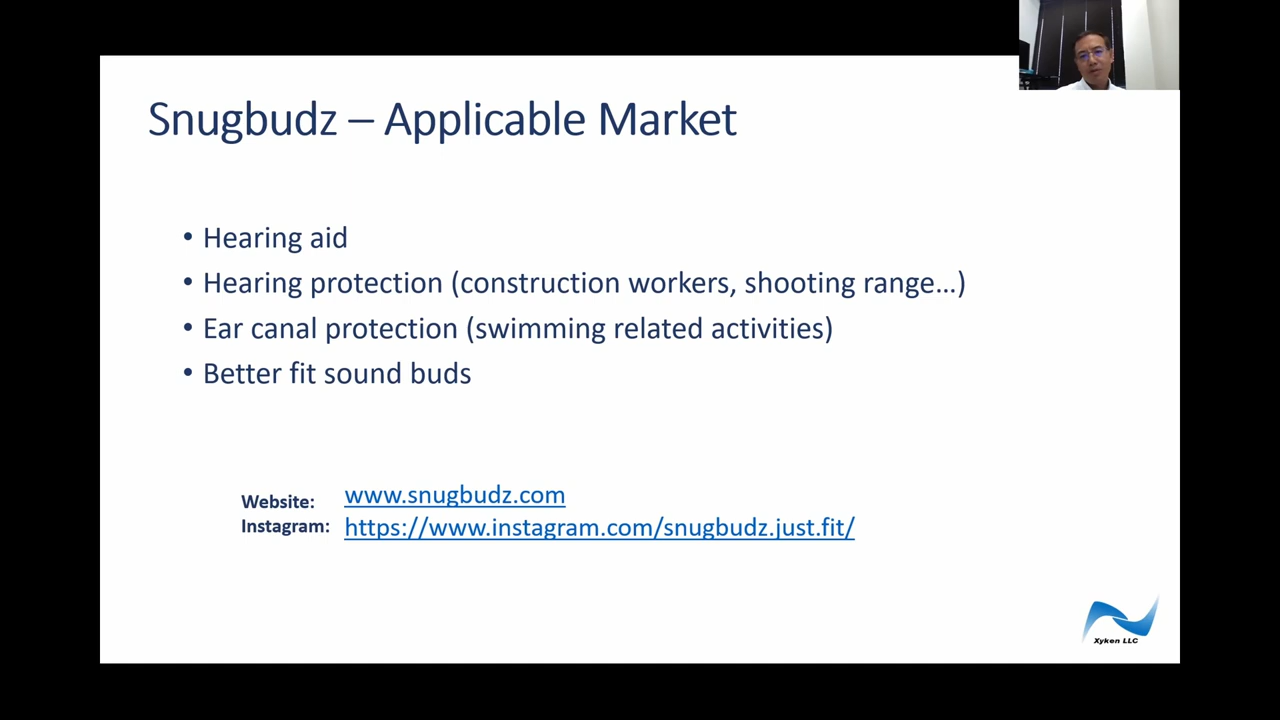 Snugbudz – Applicable Market
• Hearing aid
• Hearing protection (construction workers, shooting range…)
• Ear canal protection (swimming related activities)
• Better fit sound buds
Website: www.snugbudz.com
Instagram: https://www.instagram.com/snugbudz.just.fit/
Xyken LLC